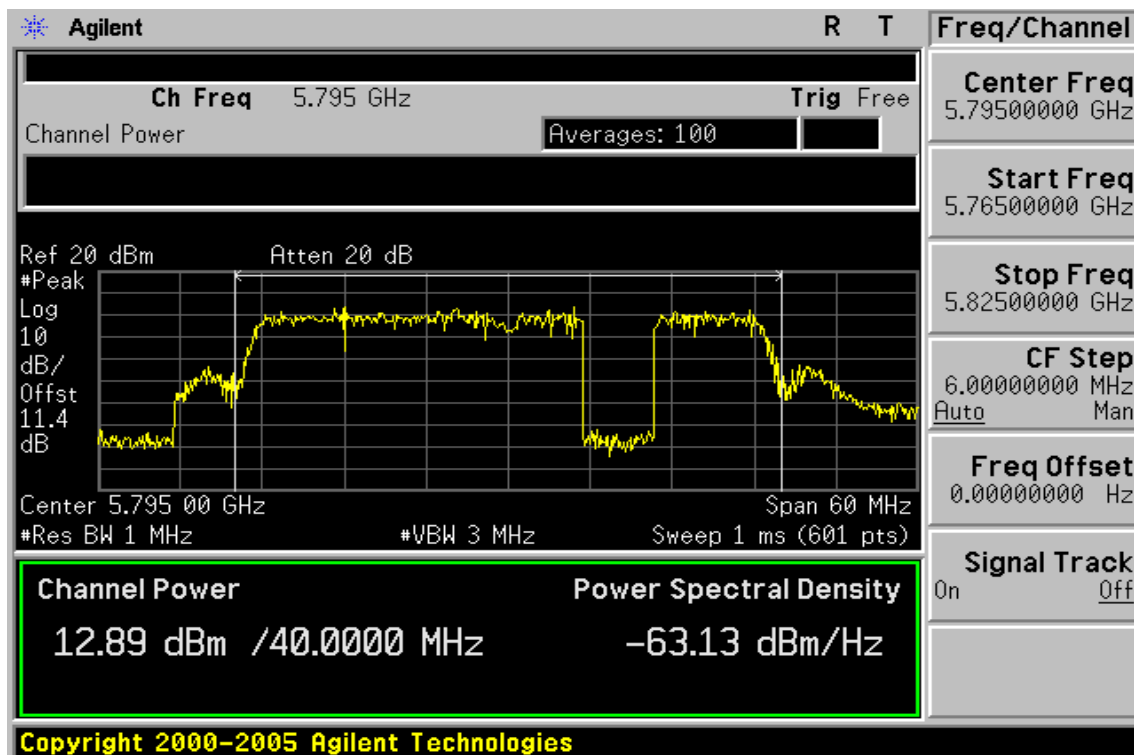 Agilent R T
Freq/Channel
Ch Freq 5.795 GHz Trig Free
Channel Power Averages: 100
Ref 20 dBm Atten 20 dB
#Peak
Log
10
dB/
Offst
11.4
dB
Center 5.795 00 GHz Span 60 MHz
#Res BW 1 MHz #VBW 3 MHz Sweep 1 ms (601 pts)
Channel Power Power Spectral Density
12.89 dBm /40.0000 MHz -63.13 dBm/Hz
Center Freq
5.79500000 GHz
Start Freq
5.76500000 GHz
Stop Freq
5.82500000 GHz
CF Step
6.00000000 MHz
Auto Man
Freq Offset
0.00000000 Hz
Signal Track
On Off
Copyright 2000-2005 Agilent Technologies